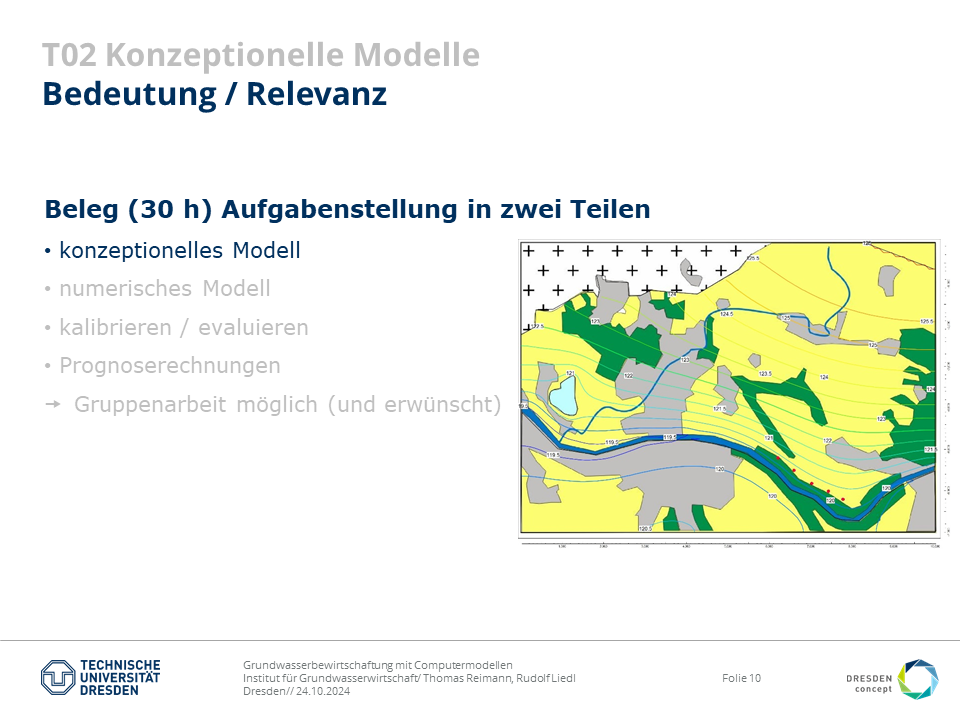 T02 Konzeptionelle Modelle
Bedeutung / Relevanz
Beleg (30 h) Aufgabenstellung in zwei Teilen
• konzeptionelles Modell
• numerisches Modell
• kalibrieren / evaluieren
• Prognoserechnungen
➞ Gruppenarbeit möglich (und erwünscht)
125.5
124
124.5
125
125.5
122.5
123
125
123
121
122
123.5
124
124
121.5
123
119.5
119.5
121
122
121.5
119.5
120
120
120
120
120.5
TECHNISCHE
UNIVERSITÄT
DRESDEN
Grundwasserbewirtschaftung mit Computermodellen
Institut für Grundwasserwirtschaft/ Thomas Reimann, Rudolf Liedl
Dresden// 24.10.2024
Folie 10
DRESDEN
concept